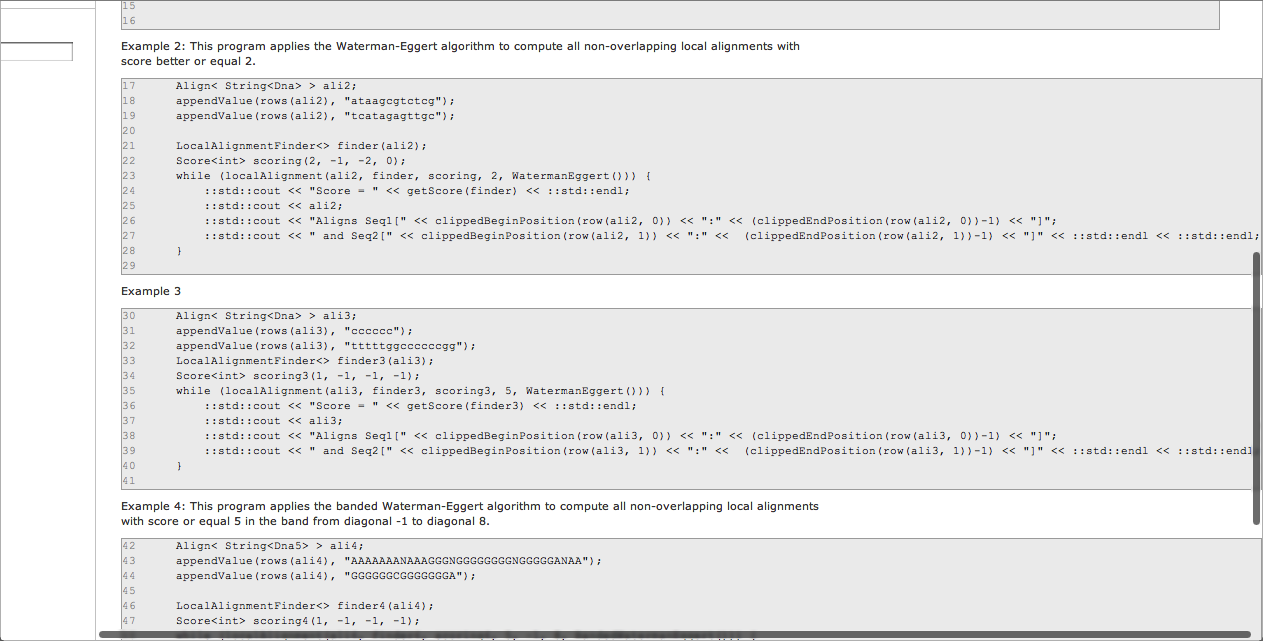 15
16
Example 2: This program applies the Waterman-Eggert algorithm to compute all non-overlapping local alignments with
score better or equal 2.
17 Align< String<Dna> > ali2;
18 appendValue(rows(ali2), "ataagcgtctcg");
19 appendValue(rows(ali2), "tcatagagttgc");
20
21 LocalAlignmentFinder<> finder(ali2);
22 Score<int> scoring(2, -1, -2, 0);
23 while (localAlignment(ali2, finder, scoring, 2, WatermanEggert())) {
24 ::std::cout << "Score = " << getScore(finder) << ::std::endl;
25 ::std::cout << ali2;
26 ::std::cout << "Aligns Seq1[" << clippedBeginPosition(row(ali2, 0)) << ":" << (clippedEndPosition(row(ali2, 0))-1) << "]";
27 ::std::cout << " and Seq2[" << clippedBeginPosition(row(ali2, 1)) << ":" <<  (clippedEndPosition(row(ali2, 1))-1) << "]" << ::std::endl << ::std::endl;
28 }
29
Example 3
30 Align< String<Dna> > ali3;
31 appendValue(rows(ali3), "cccccc");
32 appendValue(rows(ali3), "tttttggccccccgg");
33 LocalAlignmentFinder<> finder3(ali3);
34 Score<int> scoring3(1, -1, -1, -1);
35 while (localAlignment(ali3, finder3, scoring3, 5, WatermanEggert())) {
36 ::std::cout << "Score = " << getScore(finder3) << ::std::endl;
37 ::std::cout << ali3;
38 ::std::cout << "Aligns Seq1[" << clippedBeginPosition(row(ali3, 0)) << ":" << (clippedEndPosition(row(ali3, 0))-1) << "]";
39 ::std::cout << " and Seq2[" << clippedBeginPosition(row(ali3, 1)) << ":" <<  (clippedEndPosition(row(ali3, 1))-1) << "]" << ::std::endl << ::std::endl
40 }
41
Example 4: This program applies the banded Waterman-Eggert algorithm to compute all non-overlapping local alignments
with score or equal 5 in the band from diagonal -1 to diagonal 8.
42 Align< String<Dna5> > ali4;
43 appendValue(rows(ali4), "AAAAAAANAAAGGGNGGGGGGGGNGGGGGANAA");
44 appendValue(rows(ali4), "GGGGGGCGGGGGGGA");
45
46 LocalAlignmentFinder<> finder4(ali4);
47 Score<int> scoring4(1, -1, -1, -1);